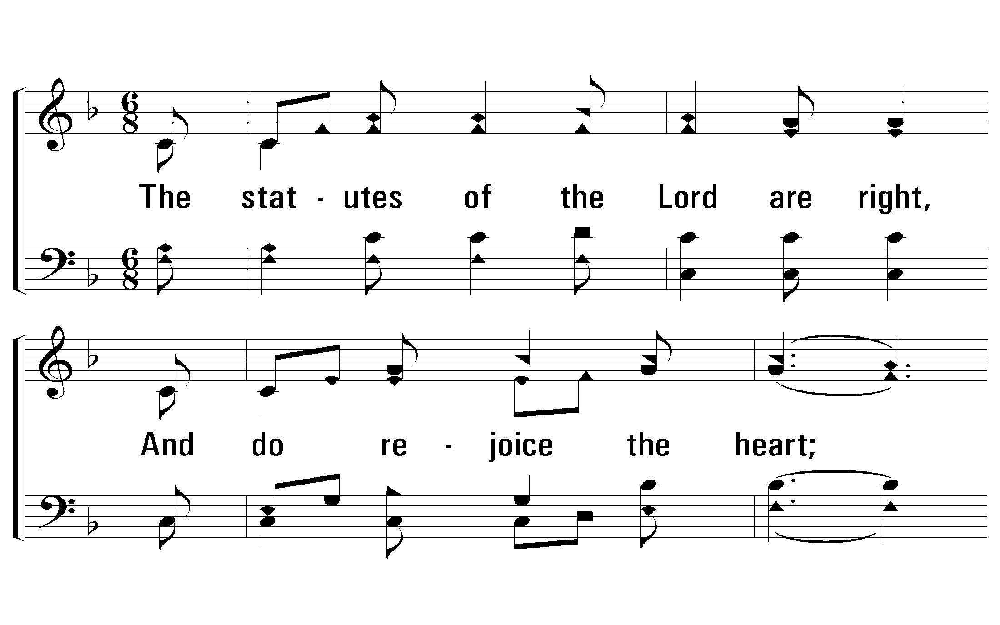 The stat - utes of the Lord are right,
And do re - joice the heart;